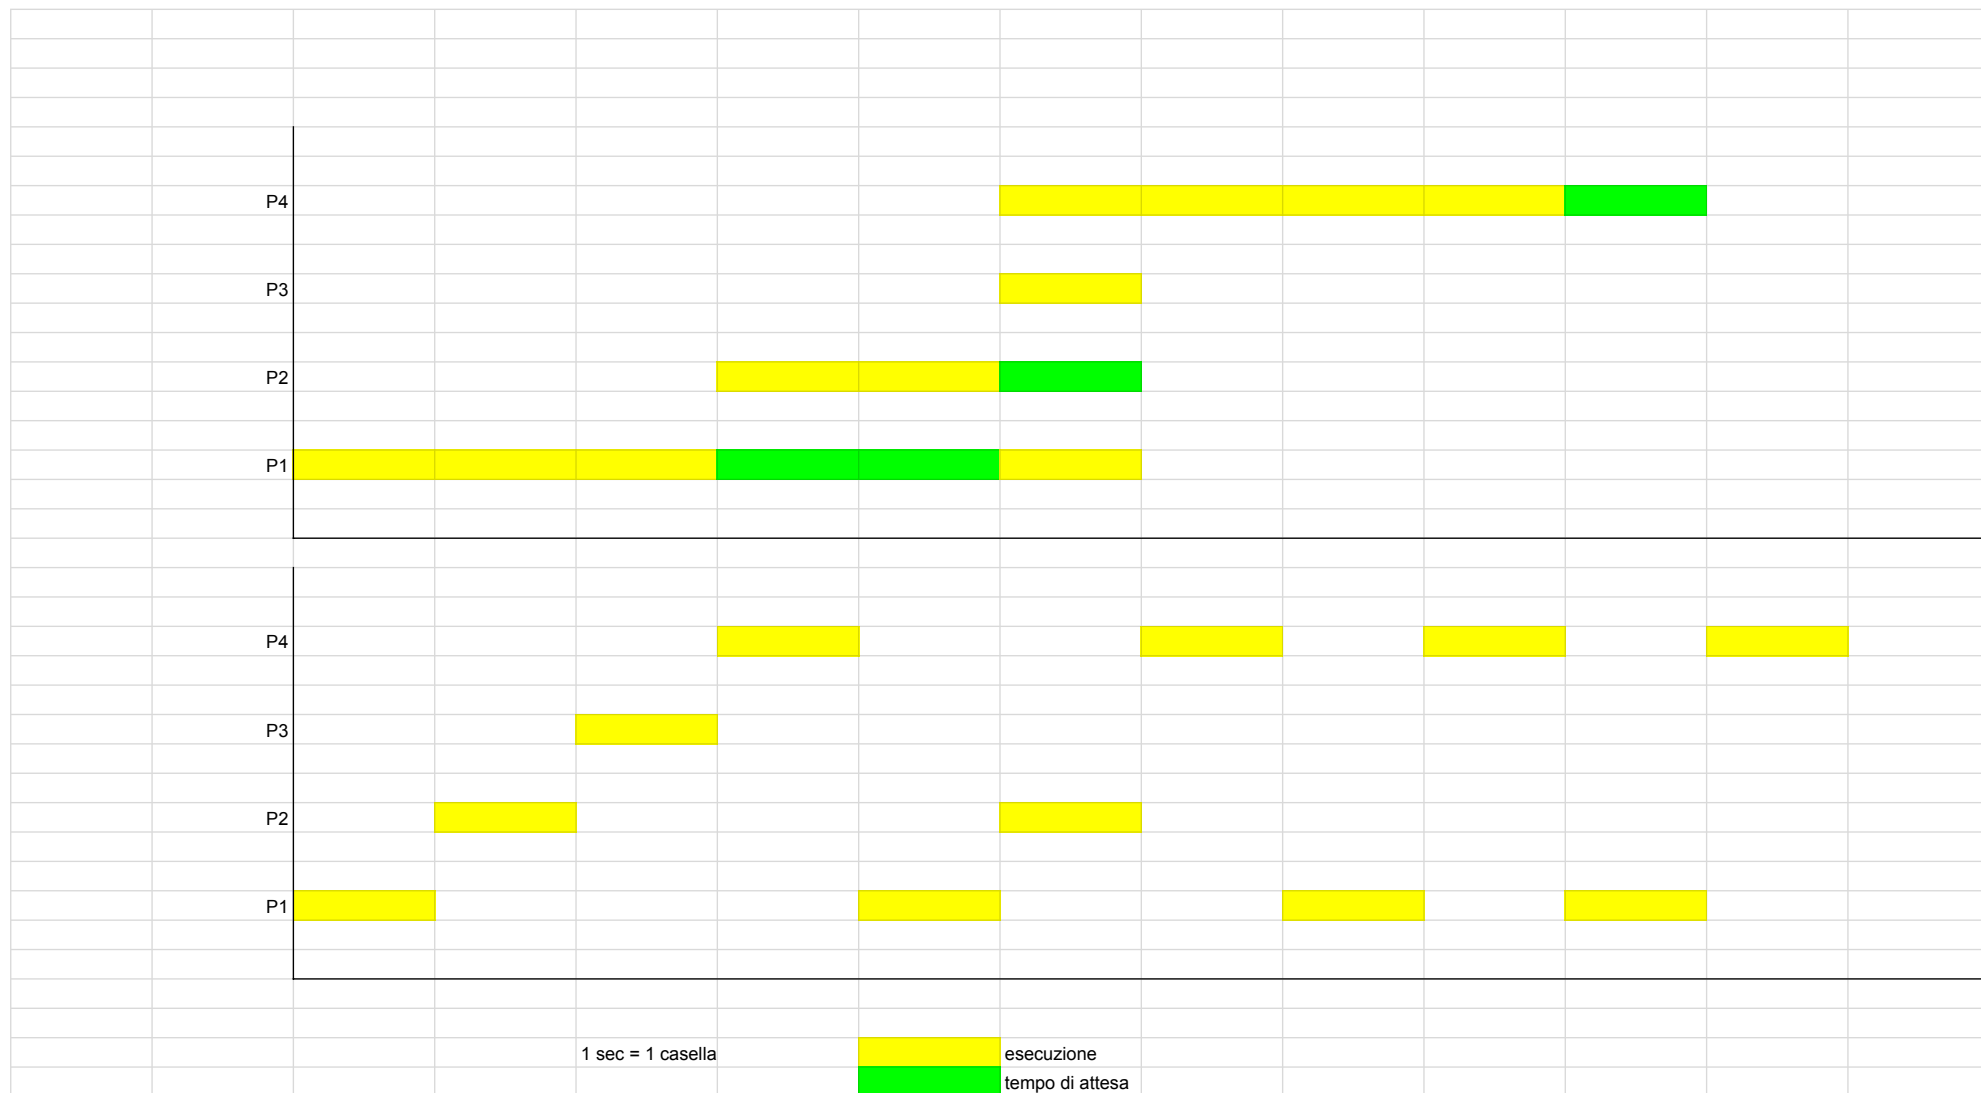 P4
P3
P2
P1
P4
P3
P2
P1
1 sec = 1 casella
esecuzione
tempo di attesa